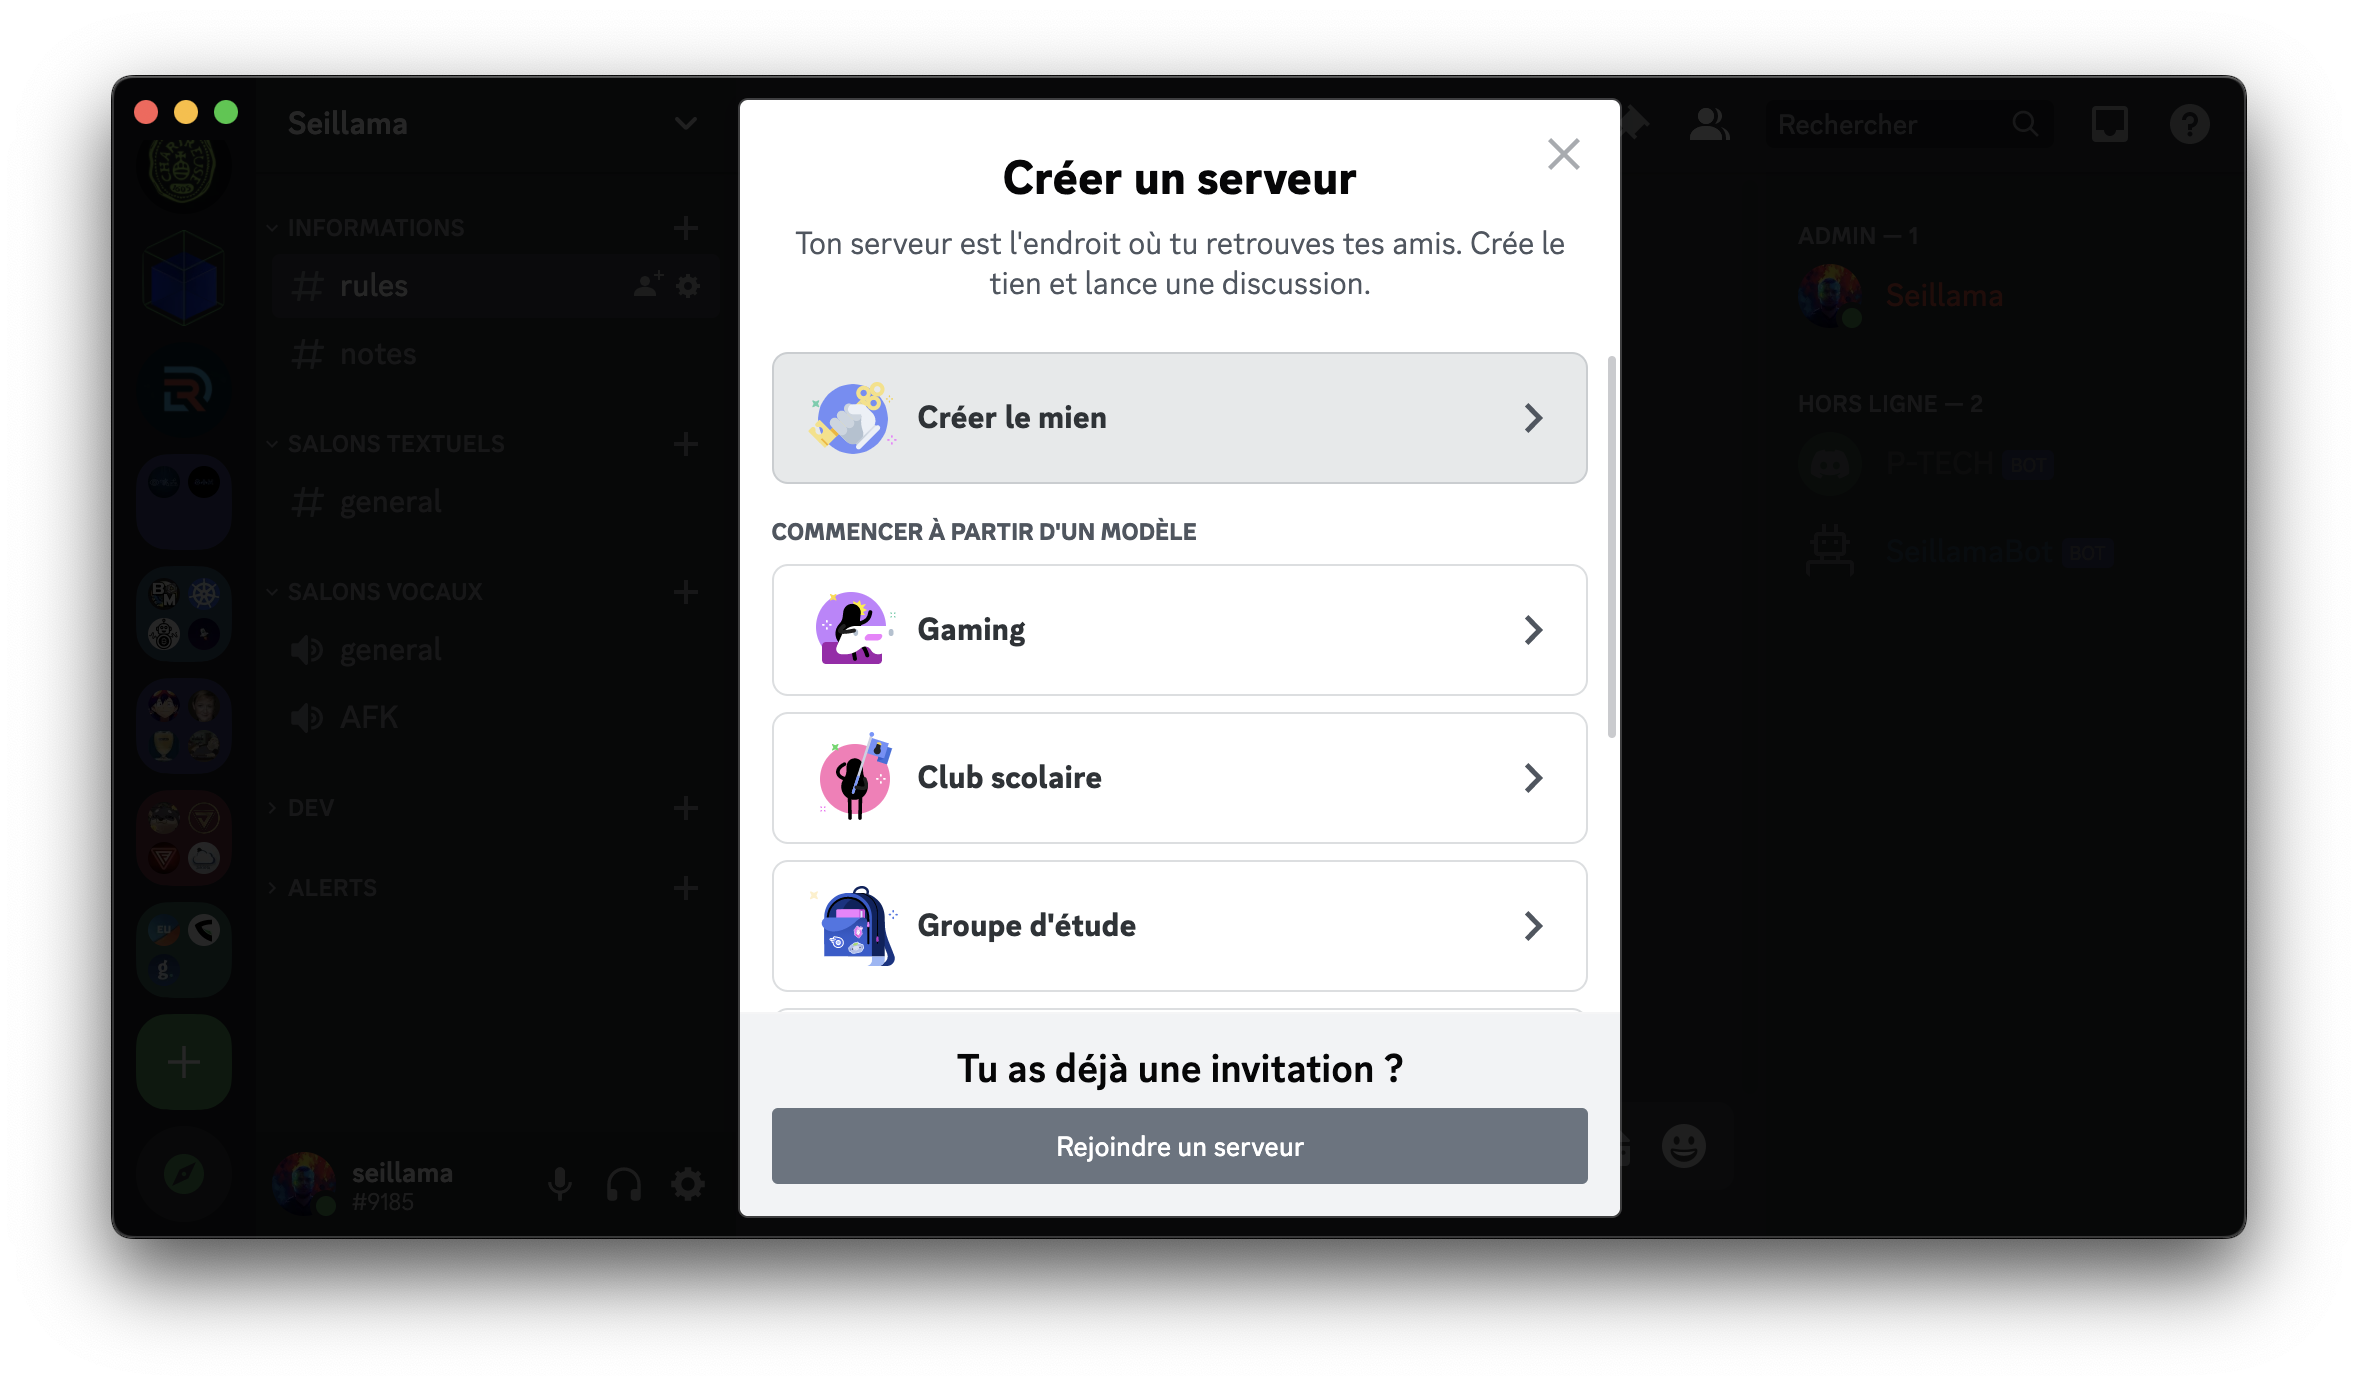 Seillama
INFORMATIONS
rules
notes
SALONS TEXTUELS
general
SALONS VOCAUX
general
AFK
DEV
ALERTS
seillama
#9185
Créer un serveur
Ton serveur est l'endroit où tu retrouves tes amis. Crée le
tien et lance une discussion.
Créer le mien
COMMENCER À PARTIR D'UN MODÈLE
Gaming
Club scolaire
Groupe d'étude
Tu as déjà une invitation ?
Rejoindre un serveur
Rechercher
ADMIN — 1
Seillama
HORS LIGNE — 2
P-TECH BOT
SeillamaBot BOT